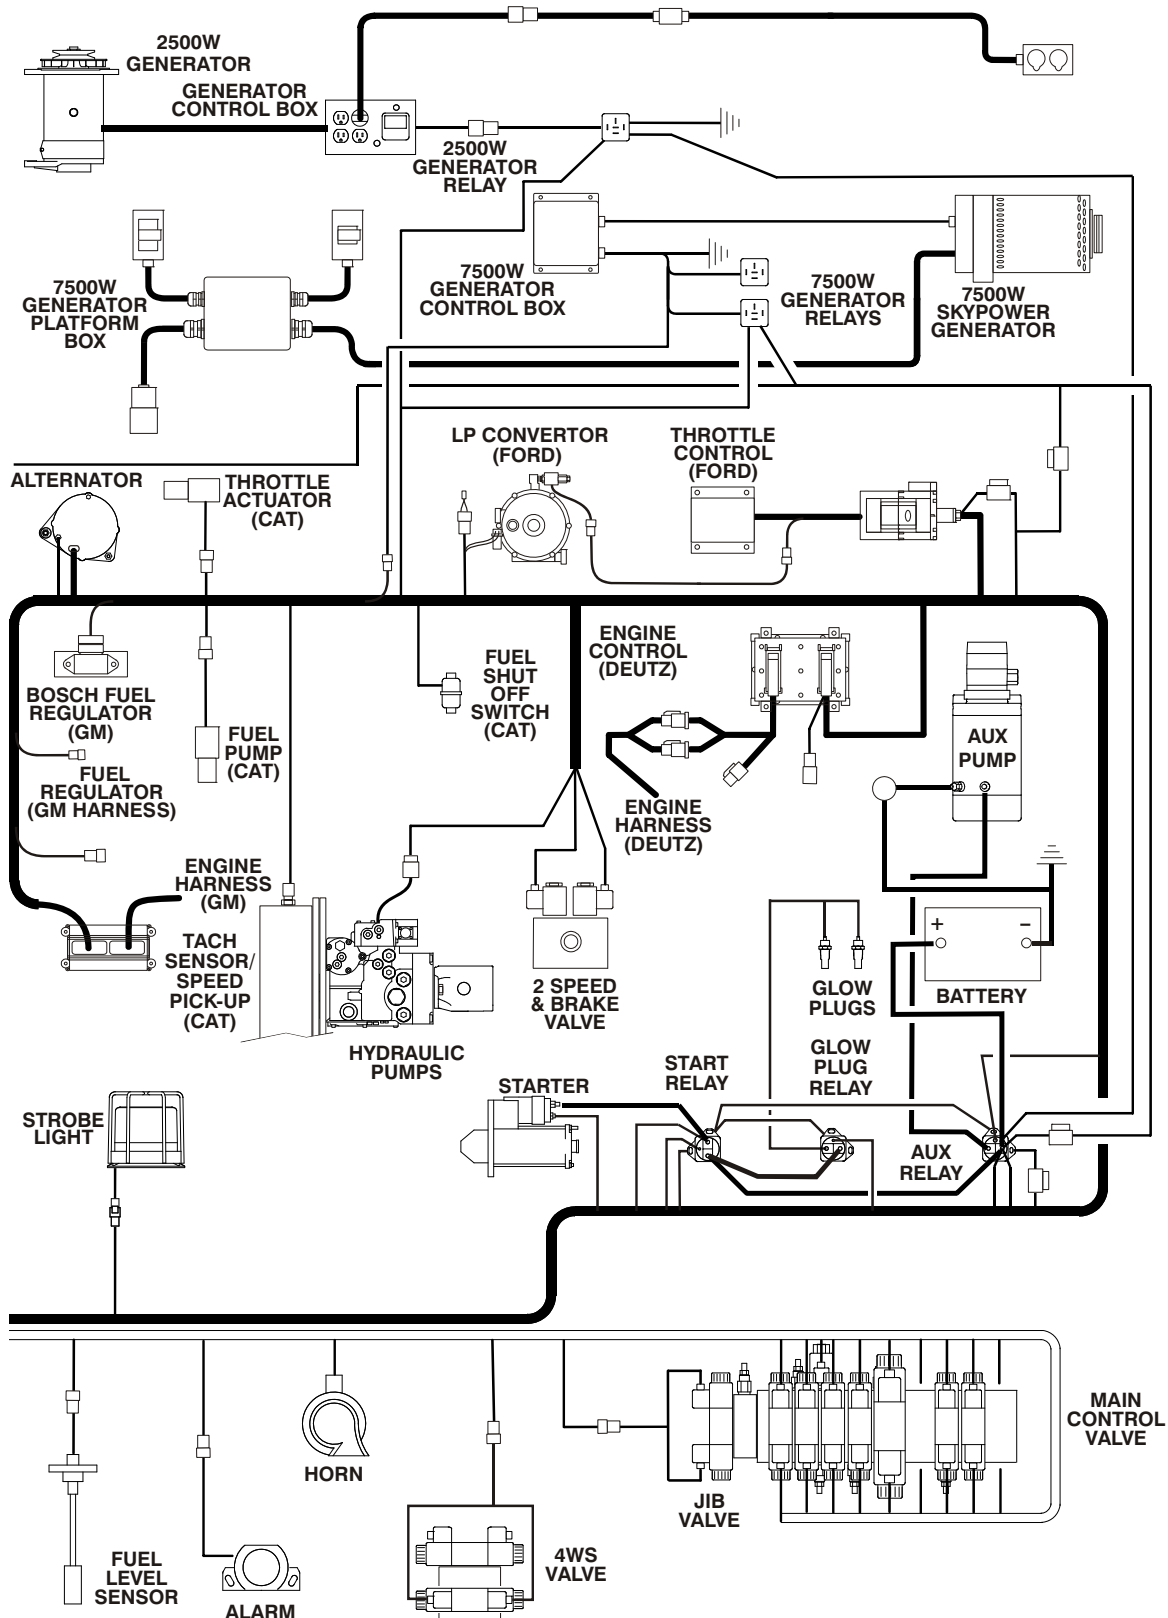 2500W
GENERATOR
GENERATOR
CONTROL BOX
2500W
GENERATOR
RELAY
7500W
GENERATOR
PLATFORM
BOX
7500W
GENERATOR
CONTROL BOX
7500W
GENERATOR
RELAYS
7500W
SKYPOWER
GENERATOR
ALTERNATOR
THROTTLE
ACTUATOR
(CAT)
LP CONVERTOR
(FORD)
THROTTLE
CONTROL
(FORD)
BOSCH FUEL
REGULATOR
(GM)
FUEL
PUMP
(CAT)
FUEL
SHUT
OFF
SWITCH
(CAT)
ENGINE
CONTROL
(DEUTZ)
AUX
PUMP
FUEL
REGULATOR
(GM HARNESS)
ENGINE
HARNESS
(DEUTZ)
ENGINE
HARNESS
(GM)
TACH
SENSOR/
SPEED
PICK-UP
(CAT)
HYDRAULIC
PUMPS
2 SPEED
& BRAKE
VALVE
GLOW
PLUGS
+ −
BATTERY
STROBE
LIGHT
STARTER
START
RELAY
GLOW
PLUG
RELAY
AUX
RELAY
FUEL
LEVEL
SENSOR
ALARM
HORN
4WS
VALVE
JIB
VALVE
MAIN
CONTROL
VALVE